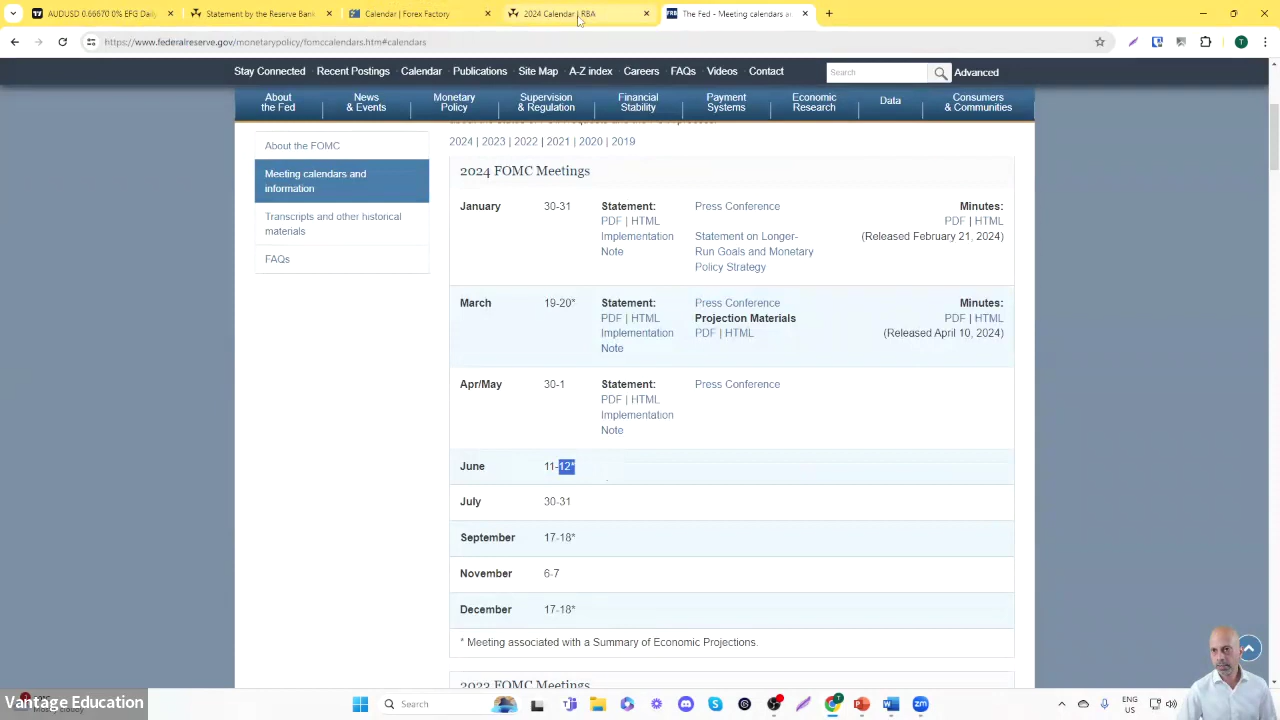 AUDUSD 0.66670 0% EFG Daily
Statement by the Reserve Bank
Calendar | Forex Factory
2024 Calendar | RBA
The Fed - Meeting calendars a
https://www.federalreserve.gov/monetarypolicy/fomccalendars.htm#calendars
Stay Connected Recent Postings Calendar Publications Site Map A-Z index Careers FAQs Videos Contact Search Advanced
About the Fed
News & Events
Monetary Policy
Supervision & Regulation
Financial Stability
Payment Systems
Economic Research
Data
Consumers & Communities
2024 | 2023 | 2022 | 2021 | 2020 | 2019
About the FOMC
Meeting calendars and
information
Transcripts and other historical
materials
FAQs
2024 FOMC Meetings
January 30-31 Statement: Press Conference Minutes:
PDF | HTML PDF | HTML
Implementation Statement on Longer- (Released February 21, 2024)
Note Run Goals and Monetary
Policy Strategy
March 19-20* Statement: Press Conference Minutes:
PDF | HTML Projection Materials PDF | HTML
Implementation PDF | HTML (Released April 10, 2024)
Note
Apr/May 30-1 Statement: Press Conference
PDF | HTML
Implementation
Note
June 11-12*
July 30-31
September 17-18*
November 6-7
December 17-18*
* Meeting associated with a Summary of Economic Projections.
2023 FOMC Meetings
Vantage Education
Search
ENG
US